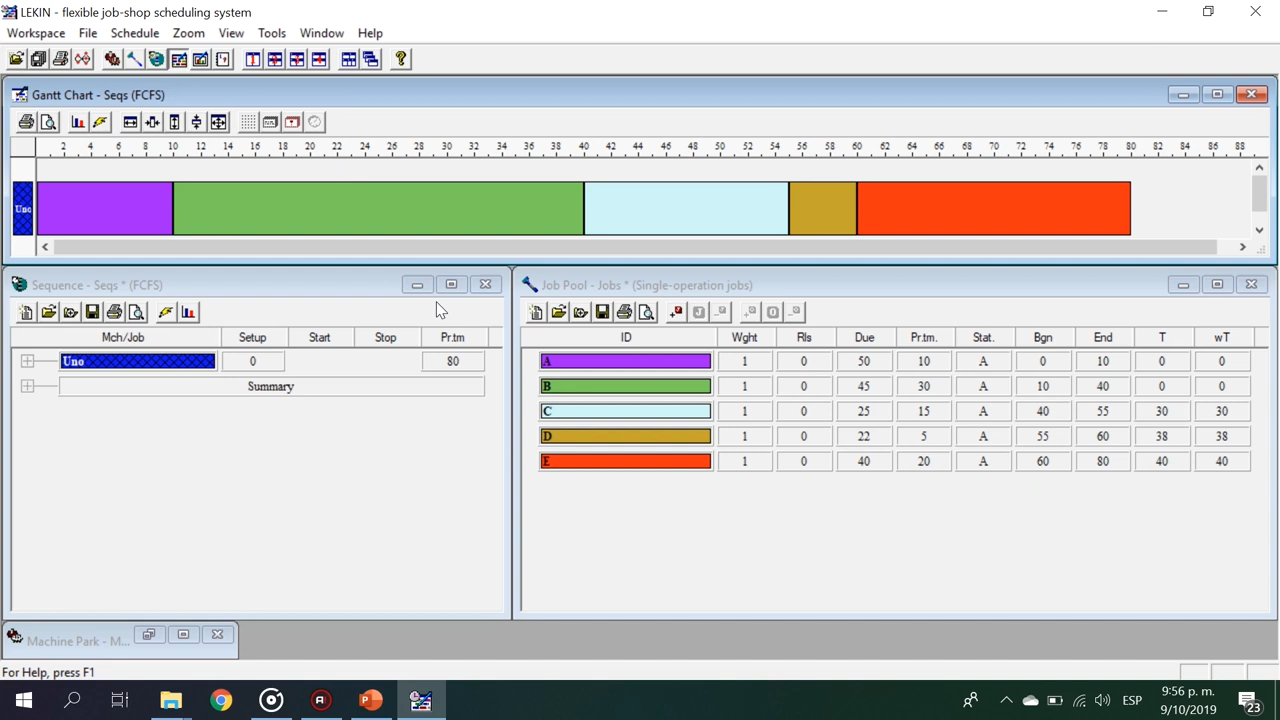 LEKIN - flexible job-shop scheduling system
Workspace File Schedule Zoom View Tools Window Help
Gantt Chart - Seqs (FCFS)
2 4 6 8 10 12 14 16 18 20 22 24 26 28 30 32 34 36 38 40 42 44 46 48 50 52 54 56 58 60 62 64 66 68 70 72 74 76 78 80 82 84 86 88
Uno
Sequence - Seqs * (FCFS)
Mch/Job Setup Start Stop Pr.tm
Uno 0 80
Summary
Job Pool - Jobs * (Single-operation jobs)
ID Wght Rls Due Pr.tm. Stat. Bgn End T wT
A 1 0 50 10 A 0 10 0 0
B 1 0 45 30 A 10 40 0 0
C 1 0 25 15 A 40 55 30 30
D 1 0 22 5 A 55 60 38 38
E 1 0 40 20 A 60 80 40 40
Machine Park - M...
For Help, press F1
ESP
9:56 p. m.
9/10/2019
23